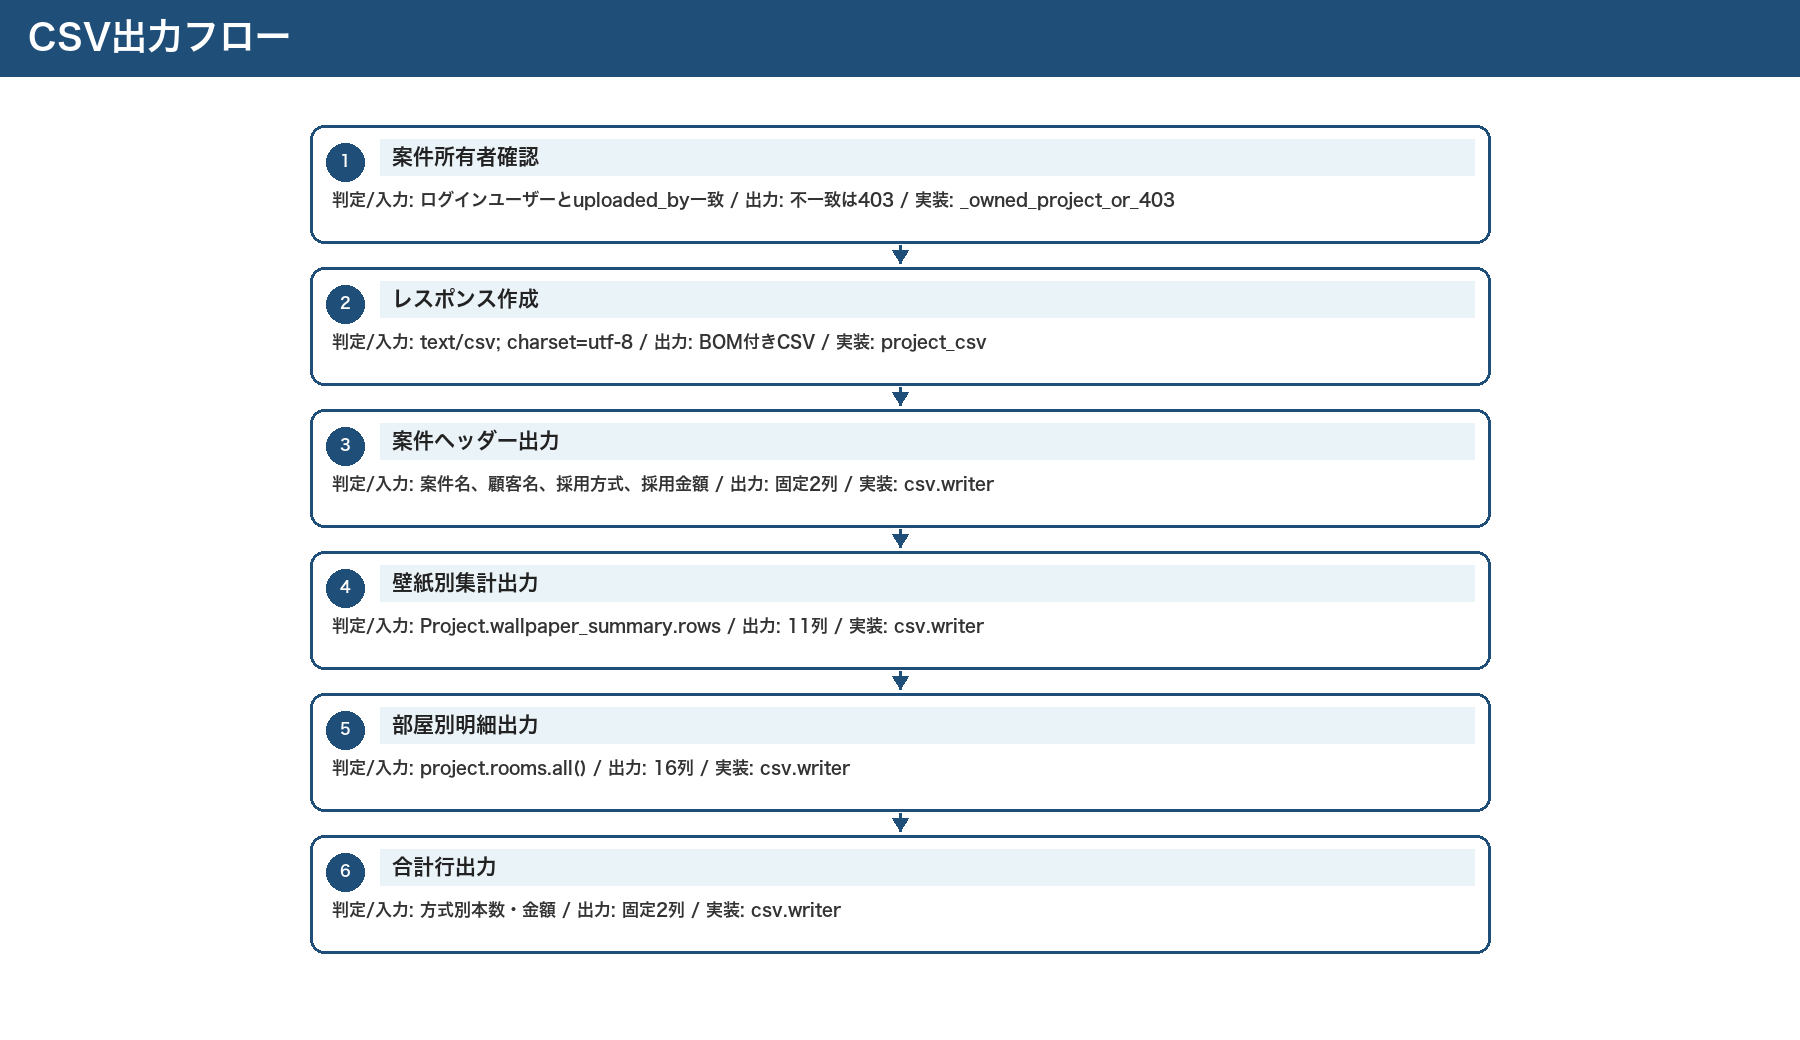 CSV出力フロー
1 案件所有者確認
判定/入力: ログインユーザーとuploaded_by一致 / 出力: 不一致は403 / 実装: _owned_project_or_403
2 レスポンス作成
判定/入力: text/csv; charset=utf-8 / 出力: BOM付きCSV / 実装: project_csv
3 案件ヘッダー出力
判定/入力: 案件名、顧客名、採用方式、採用金額 / 出力: 固定2列 / 実装: csv.writer
4 壁紙別集計出力
判定/入力: Project.wallpaper_summary.rows / 出力: 11列 / 実装: csv.writer
5 部屋別明細出力
判定/入力: project.rooms.all() / 出力: 16列 / 実装: csv.writer
6 合計行出力
判定/入力: 方式別本数・金額 / 出力: 固定2列 / 実装: csv.writer